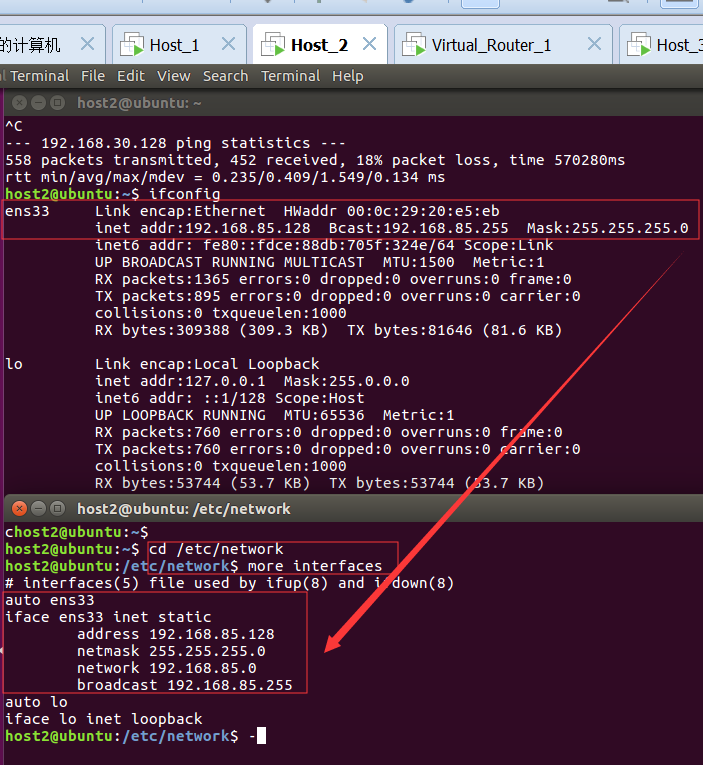 的计算机
Host_1
Host_2
Virtual_Router_1
Host_3
Terminal File Edit View Search Terminal Help
host2@ubuntu: ~
^C
--- 192.168.30.128 ping statistics ---
558 packets transmitted, 452 received, 18% packet loss, time 570280ms
rtt min/avg/max/mdev = 0.235/0.409/1.549/0.134 ms
host2@ubuntu:~$ ifconfig
ens33     Link encap:Ethernet  HWaddr 00:0c:29:20:e5:eb
          inet addr:192.168.85.128  Bcast:192.168.85.255  Mask:255.255.255.0
          inet6 addr: fe80::fdce:88db:705f:324e/64 Scope:Link
          UP BROADCAST RUNNING MULTICAST  MTU:1500  Metric:1
          RX packets:1365 errors:0 dropped:0 overruns:0 frame:0
          TX packets:895 errors:0 dropped:0 overruns:0 carrier:0
          collisions:0 txqueuelen:1000
          RX bytes:309388 (309.3 KB)  TX bytes:81646 (81.6 KB)
lo        Link encap:Local Loopback
          inet addr:127.0.0.1  Mask:255.0.0.0
          inet6 addr: ::1/128 Scope:Host
          UP LOOPBACK RUNNING  MTU:65536  Metric:1
          RX packets:760 errors:0 dropped:0 overruns:0 frame:0
          TX packets:760 errors:0 dropped:0 overruns:0 carrier:0
          collisions:0 txqueuelen:1000
          RX bytes:53744 (53.7 KB)  TX bytes:53744 (53.7 KB)
host2@ubuntu: /etc/network
chost2@ubuntu:~$
host2@ubuntu:~$ cd /etc/network
host2@ubuntu:/etc/network$ more interfaces
# interfaces(5) file used by ifup(8) and ifdown(8)
auto ens33
iface ens33 inet static
        address 192.168.85.128
        netmask 255.255.255.0
        network 192.168.85.0
        broadcast 192.168.85.255
auto lo
iface lo inet loopback
host2@ubuntu:/etc/network$ -